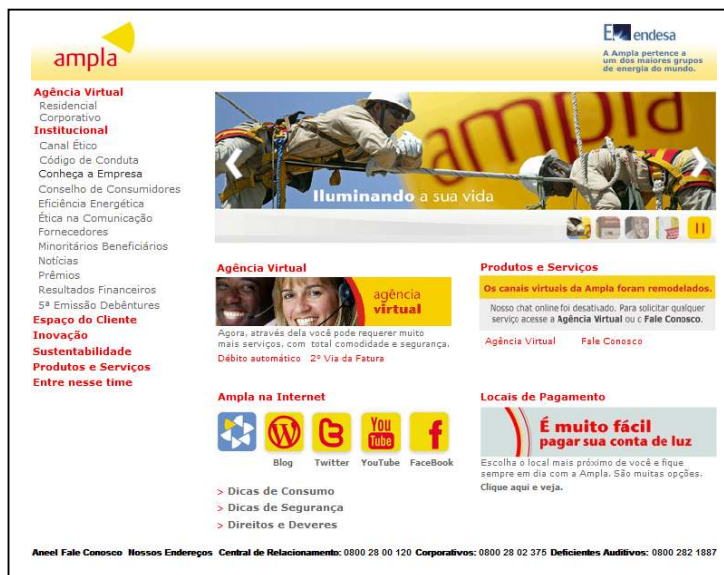 ampla
endesa
A Ampla pertence a
um dos maiores grupos
de energia do mundo.
Agência Virtual
Residencial
Corporativo
Institucional
Canal Ético
Código de Conduta
Conheça a Empresa
Conselho de Consumidores
Eficiência Energética
Ética na Comunicação
Fornecedores
Minoritários Beneficiários
Notícias
Prêmios
Resultados Financeiros
5ª Emissão Debêntures
Espaço do Cliente
Inovação
Sustentabilidade
Produtos e Serviços
Entre nesse time
ampla
Iluminando a sua vida
Agência Virtual
agência
virtual
Agora, através dela você pode requerer muito
mais serviços, com total comodidade e segurança.
Débito automático 2º Via da Fatura
Produtos e Serviços
Os canais virtuais da Ampla foram remodelados.
Nosso chat online foi desativado. Para solicitar qualquer
serviço acesse a Agência Virtual ou o Fale Conosco.
Agência Virtual Fale Conosco
Ampla na Internet
You
Tube
Blog Twitter YouTube FaceBook
> Dicas de Consumo
> Dicas de Segurança
> Direitos e Deveres
Locais de Pagamento
É muito fácil
pagar sua conta de luz
Escolha o local mais próximo de você e fique
sempre em dia com a Ampla. São muitas opções.
Clique aqui e veja.
Aneel Fale Conosco Nossos Endereços Central de Relacionamento: 0800 28 00 120 Corporativos: 0800 28 02 375 Deficientes Auditivos: 0800 282 1887